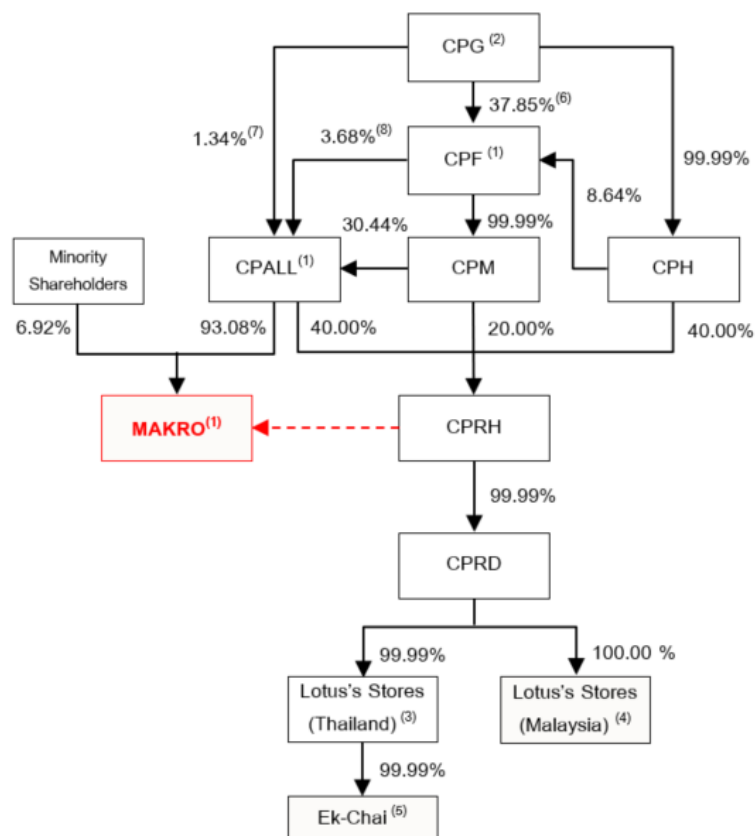 CPG (2)
37.85%(6)
1.34%(7)
3.68%(8)
CPF (1)
99.99%
8.64%
30.44%
99.99%
Minority
Shareholders
CPALL(1)
CPM
CPH
6.92%
93.08%
40.00%
20.00%
40.00%
MAKRO(1)
CPRH
99.99%
CPRD
99.99%
100.00 %
Lotus's Stores
(Thailand) (3)
Lotus's Stores
(Malaysia) (4)
99.99%
Ek-Chai (5)